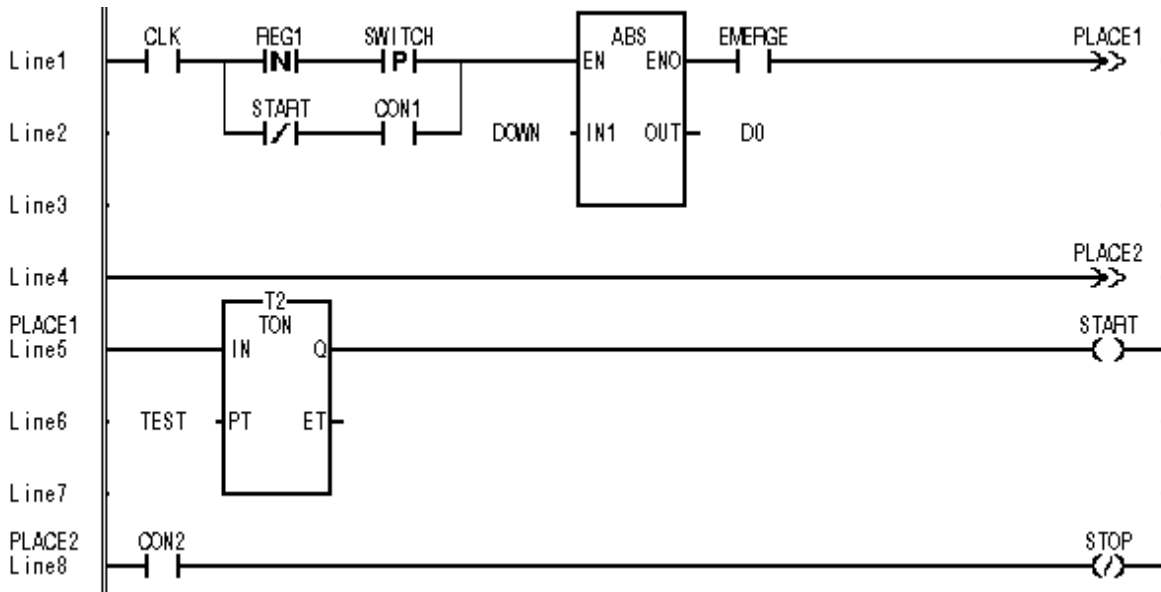 CLK REG1 SWITCH ABS EMERGE PLACE1
Line1 N P EN ENO
START CON1
Line2 DOWN IN1 OUT D0
Line3
PLACE2
Line4
T2
PLACE1 TON START
Line5 IN Q
Line6 TEST PT ET
Line7
PLACE2 CON2 STOP
Line8